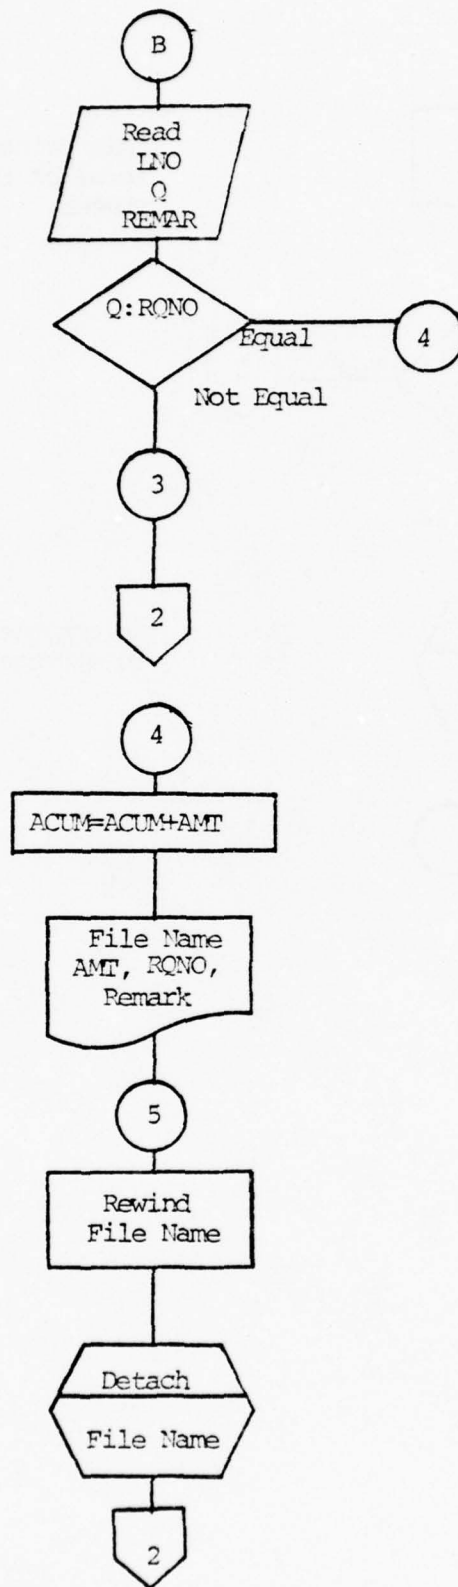 B
Read
LNO
Q
REMAR
Q:RQNO
Equal
4
Not Equal
3
2
4
ACUM=ACUM+AMT
File Name
AMT, RQNO,
Remark
5
Rewind
File Name
Detach
File Name
2